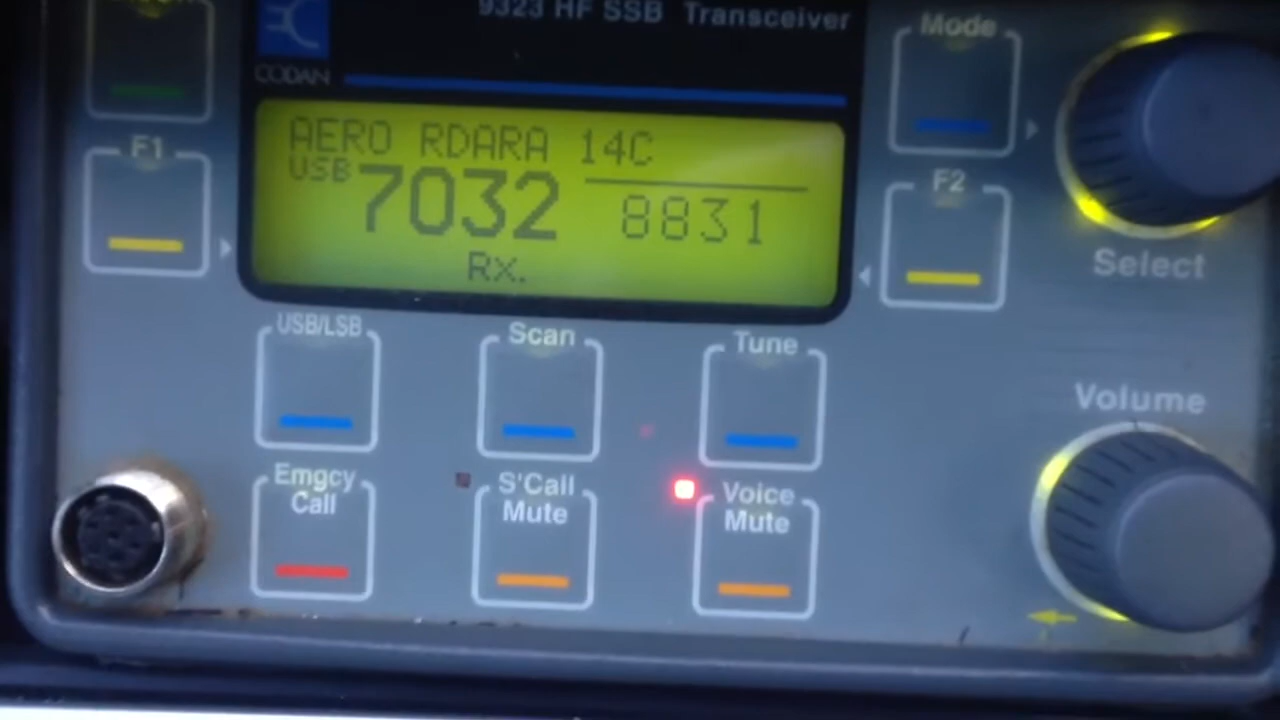 9323 HF SSB Transceiver
CODAN
Mode
F1
AERO RDARA 14C
USB 7032 8831
Rx.
F2
Select
USB/LSB
Scan
Tune
Volume
Emgcy
Call
S'Call
Mute
Voice
Mute